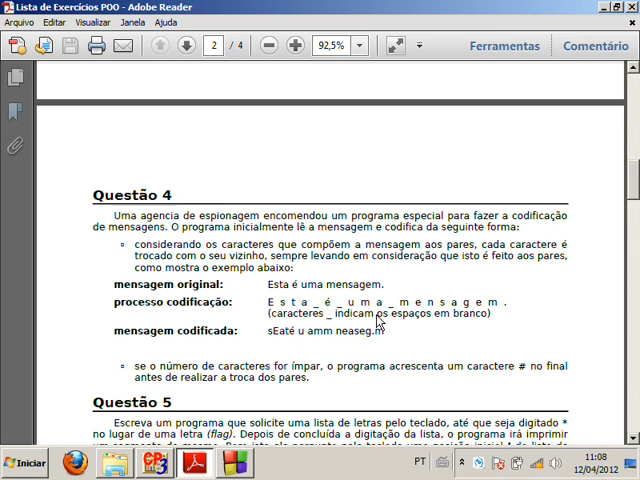 Lista de Exercícios POO - Adobe Reader
Arquivo Editar Visualizar Janela Ajuda
2 / 4 92,5% Ferramentas Comentário
Questão 4
Uma agencia de espionagem encomendou um programa especial para fazer a codificação
de mensagens. O programa inicialmente lê a mensagem e codifica da seguinte forma:
considerando os caracteres que compõem a mensagem aos pares, cada caractere é
trocado com o seu vizinho, sempre levando em consideração que isto é feito aos pares,
como mostra o exemplo abaixo:
mensagem original: Esta é uma mensagem.
processo codificação: E s t a _ é _ u m a _ m e n s a g e m .
(caracteres _ indicam os espaços em branco)
mensagem codificada: sEaté u amm neaseg.m
se o número de caracteres for ímpar, o programa acrescenta um caractere # no final
antes de realizar a troca dos pares.
Questão 5
Escreva um programa que solicite uma lista de letras pelo teclado, até que seja digitado *
no lugar de uma letra (flag). Depois de concluída a digitação da lista, o programa irá imprimir
Iniciar PT 11:08
12/04/2012